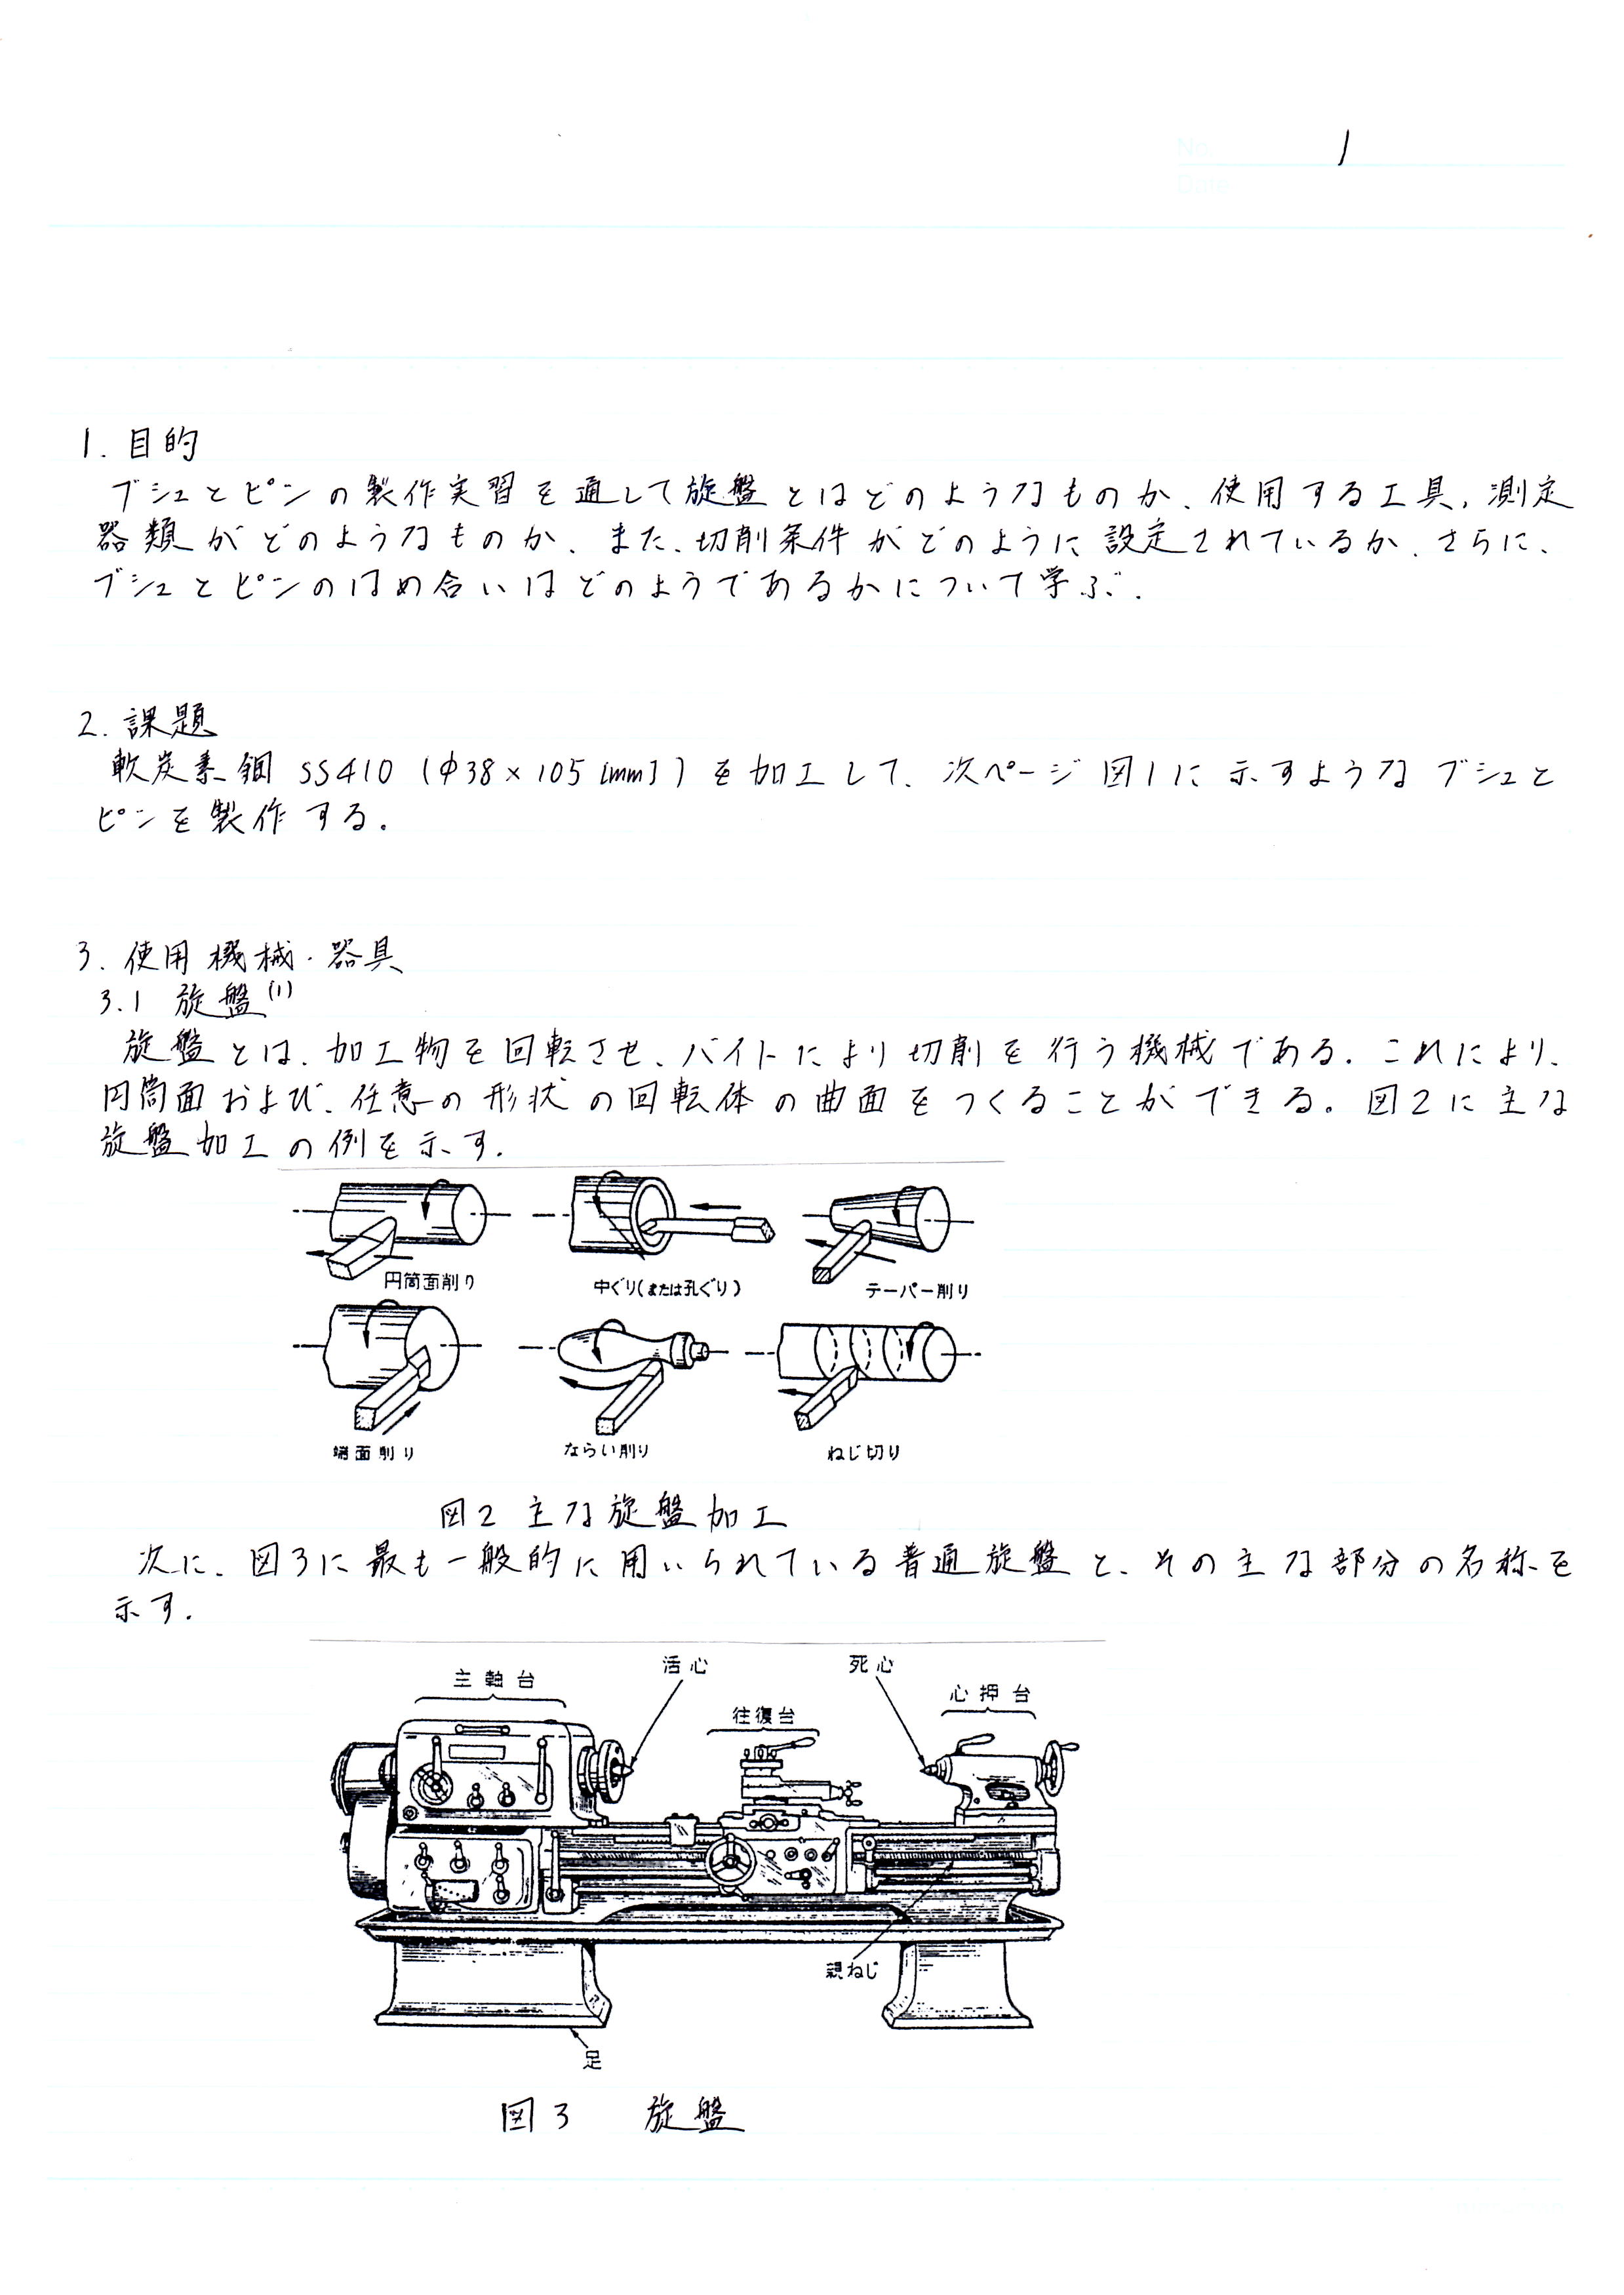 No. 1
Date
1. 目的
ブシュとピンの製作実習を通して旋盤とはどのようなものか、使用する工具,測定
器類がどのようなものか、また、切削条件がどのように設定されているか、さらに、
ブシュとピンのはめ合いはどのようであるかについて学ぶ.
2. 課題
軟炭素鋼 SS410 (φ38×105[mm])を加工して、次ページ図1に示すようなブシュと
ピンを製作する.
3. 使用機械・器具
3.1 旋盤(1)
旋盤とは、加工物を回転させ、バイトにより切削を行う機械である. これにより、
円筒面および、任意の形状の回転体の曲面をつくることができる。図2に主な
旋盤加工の例を示す.
円筒面削り 中ぐり(または孔ぐり) テーパー削り
端面削り ならい削り ねじ切り
図2 主な旋盤加工
次に、図3に最も一般的に用いられている普通旋盤と、その主な部分の名称を
示す.
主軸台 活心 往復台 死心 心押台
親ねじ
足
図3 旋盤